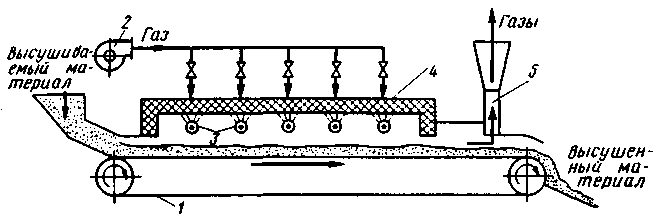 2
Газ
Газы
Высушива-
емый ма-
териал
4
5
3
Высушен-
ный ма-
териал
1